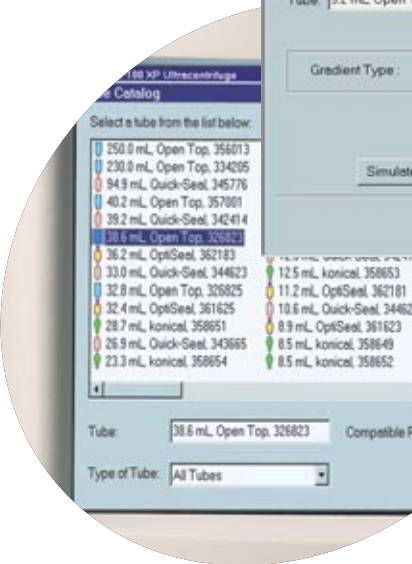 Tube:
Gradient Type :
Simulate
100 XP Ultracentrifuge
Catalog
Select a tube from the list below:
250.0 mL, Open Top, 356013
230.0 mL, Open Top, 334205
94.9 mL, Quick-Seal, 345776
40.2 mL, Open Top, 357001
39.2 mL, Quick-Seal, 342414
38.6 mL, Open Top, 326823
36.2 mL, OptiSeal, 362183
33.0 mL, Quick-Seal, 344623
32.8 mL, Open Top, 326825
32.4 mL, OptiSeal, 361625
28.7 mL, konical, 358651
26.9 mL, Quick-Seal, 343665
23.3 mL, konical, 358654
12.5 mL, konical, 358653
11.2 mL, OptiSeal, 362181
10.6 mL, Quick-Seal, 34462
8.9 mL, OptiSeal, 361623
8.5 mL, konical, 358649
8.5 mL, konical, 358652
Tube: 38.6 mL, Open Top, 326823 Compatible
Type of Tube: All Tubes